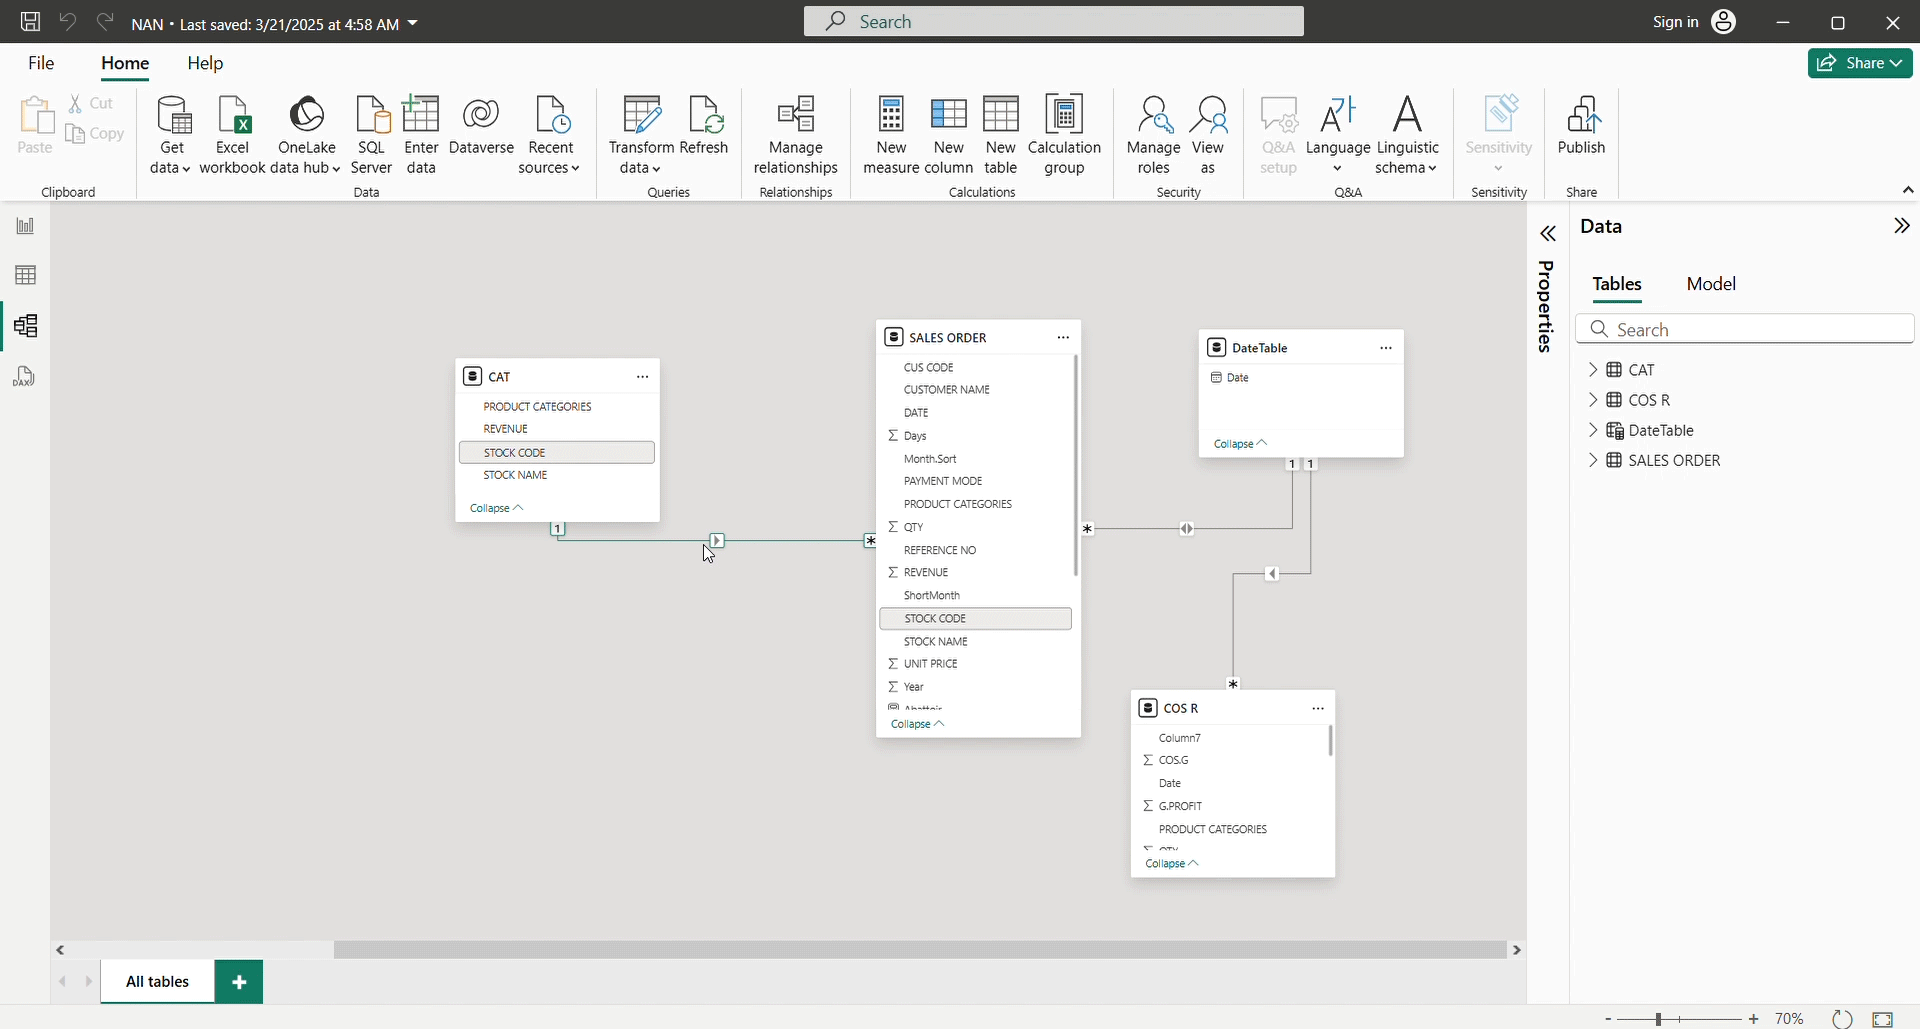 NAN • Last saved: 3/21/2025 at 4:58 AM
Search
Sign in
File
Home
Help
Share
Paste
Cut
Copy
Clipboard
Get data
Excel workbook
OneLake data hub
SQL Server
Enter data
Dataverse
Recent sources
Data
Transform data
Refresh
Queries
Manage relationships
Relationships
New measure
New column
New table
Calculation group
Calculations
Manage roles
View as
Security
Q&A setup
Language
Linguistic schema
Q&A
Sensitivity
Sensitivity
Publish
Share
CAT
PRODUCT CATEGORIES
REVENUE
STOCK CODE
STOCK NAME
Collapse
1
*
SALES ORDER
CUS CODE
CUSTOMER NAME
DATE
Days
Month.Sort
PAYMENT MODE
PRODUCT CATEGORIES
QTY
REFERENCE NO
REVENUE
ShortMonth
STOCK CODE
STOCK NAME
UNIT PRICE
Year
Collapse
*
DateTable
Date
Collapse
1 1
*
COS R
Column7
COS.G
Date
G.PROFIT
PRODUCT CATEGORIES
QTY
Collapse
Properties
Data
Tables
Model
Search
CAT
COS R
DateTable
SALES ORDER
All tables
+
- + 70%